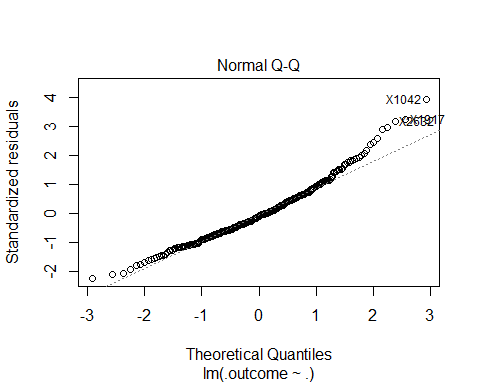 Normal Q-Q
Standardized residuals
4
3
2
1
0
-1
-2
X1042
X1917
-3 -2 -1 0 1 2 3
Theoretical Quantiles
lm(.outcome ~ .)